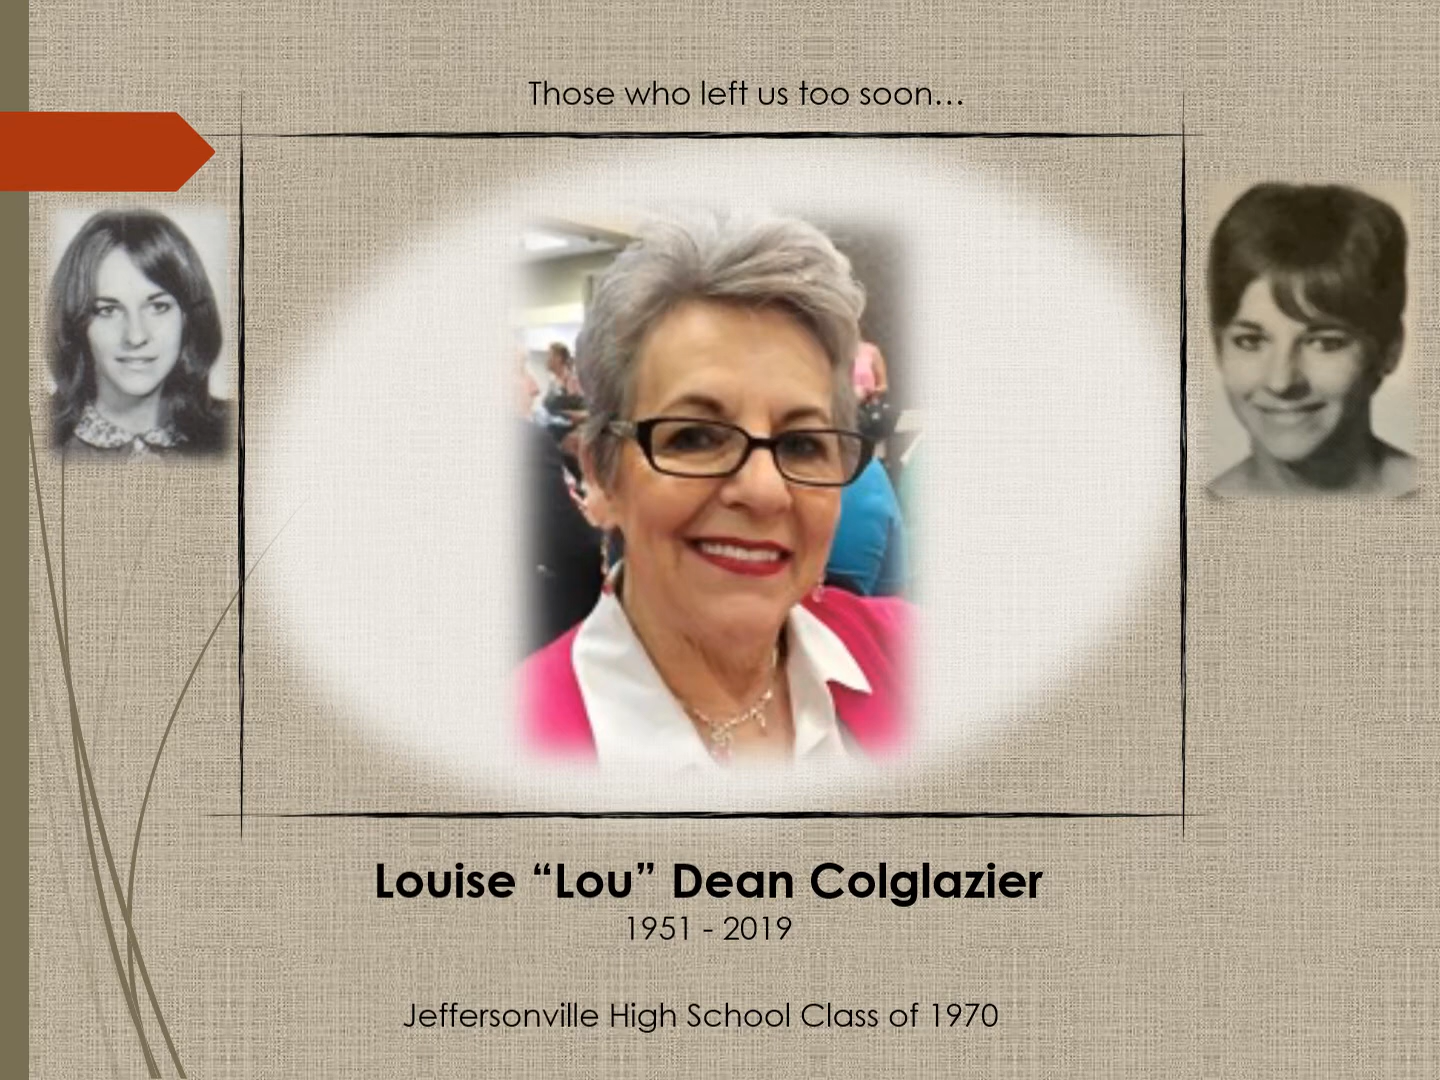 Those who left us too soon…
Louise “Lou” Dean Colglazier
1951 - 2019
Jeffersonville High School Class of 1970